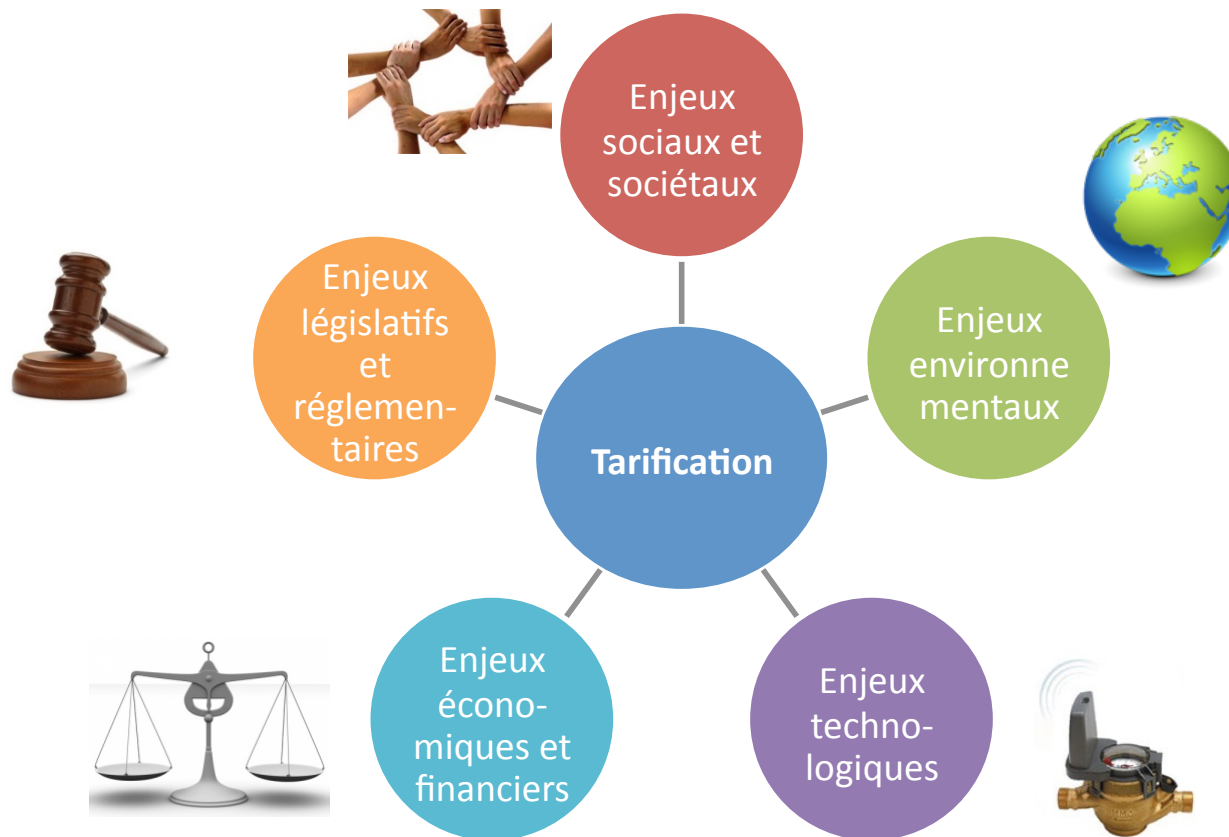 Enjeux
sociaux et
sociétaux
Enjeux
législatifs
et
réglemen-
taires
Enjeux
environne
mentaux
Tarification
Enjeux
écono-
miques et
financiers
Enjeux
techno-
logiques